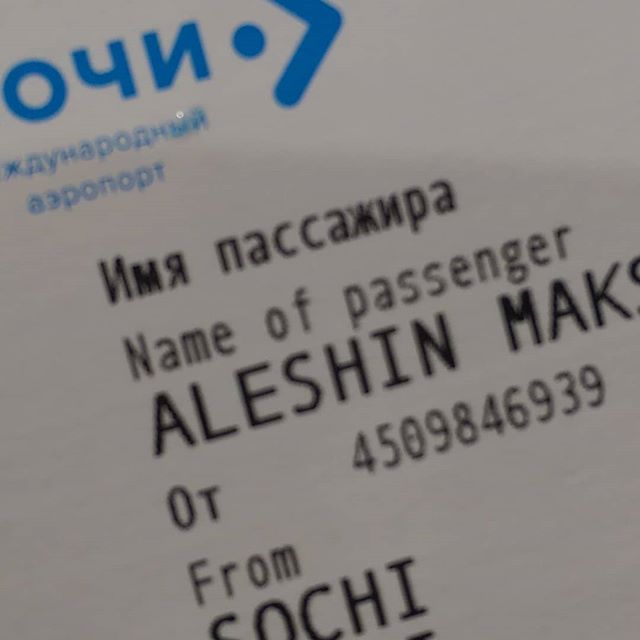 очи
ждународный
аэропорт
Имя пассажира
Name of passenger
ALESHIN MAKS
4509846939
От
From
SOCHI